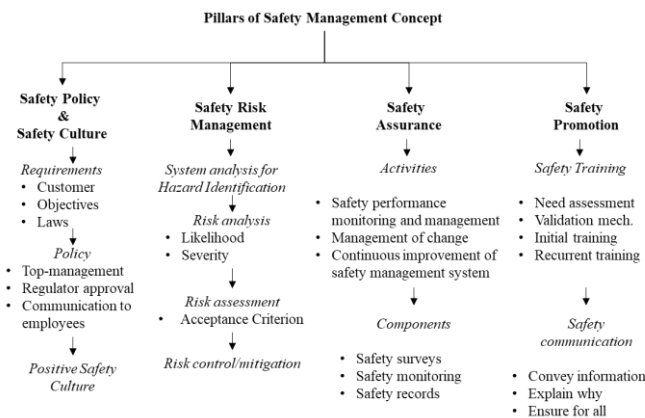 Pillars of Safety Management Concept
Safety Policy
&
Safety Culture
Requirements
• Customer
• Objectives
• Laws
Policy
• Top-management
• Regulator approval
• Communication to
employees
Positive Safety
Culture
Safety Risk
Management
System analysis for
Hazard Identification
Risk analysis
• Likelihood
• Severity
Risk assessment
• Acceptance Criterion
Risk control/mitigation
Safety
Assurance
Activities
• Safety performance
monitoring and management
• Management of change
• Continuous improvement of
safety management system
Components
• Safety surveys
• Safety monitoring
• Safety records
Safety
Promotion
Safety Training
• Need assessment
• Validation mech.
• Initial training
• Recurrent training
Safety
communication
• Convey information
• Explain why
• Ensure for all